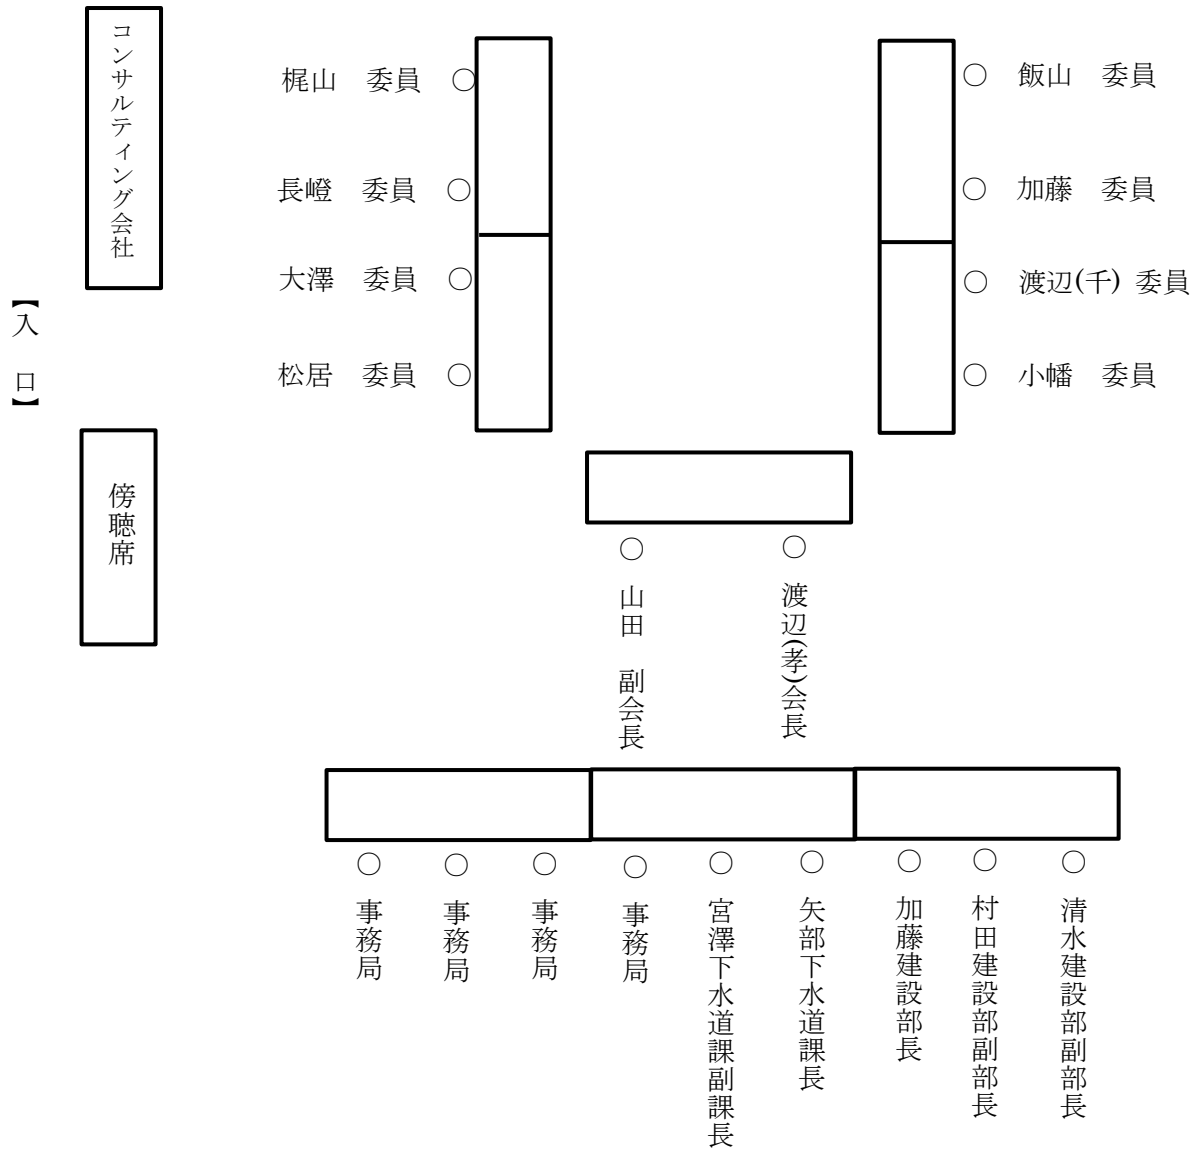 コンサルティング会社
【入　口】
傍聴席
梶山　委員　○
長嶝　委員　○
大澤　委員　○
松居　委員　○
○　飯山　委員
○　加藤　委員
○　渡辺(千) 委員
○　小幡　委員
○　山田　副会長
○　渡辺(孝)会長
○　事務局
○　事務局
○　事務局
○　事務局
○　宮澤下水道課副課長
○　矢部下水道課長
○　加藤建設部長
○　村田建設部副部長
○　清水建設部副部長